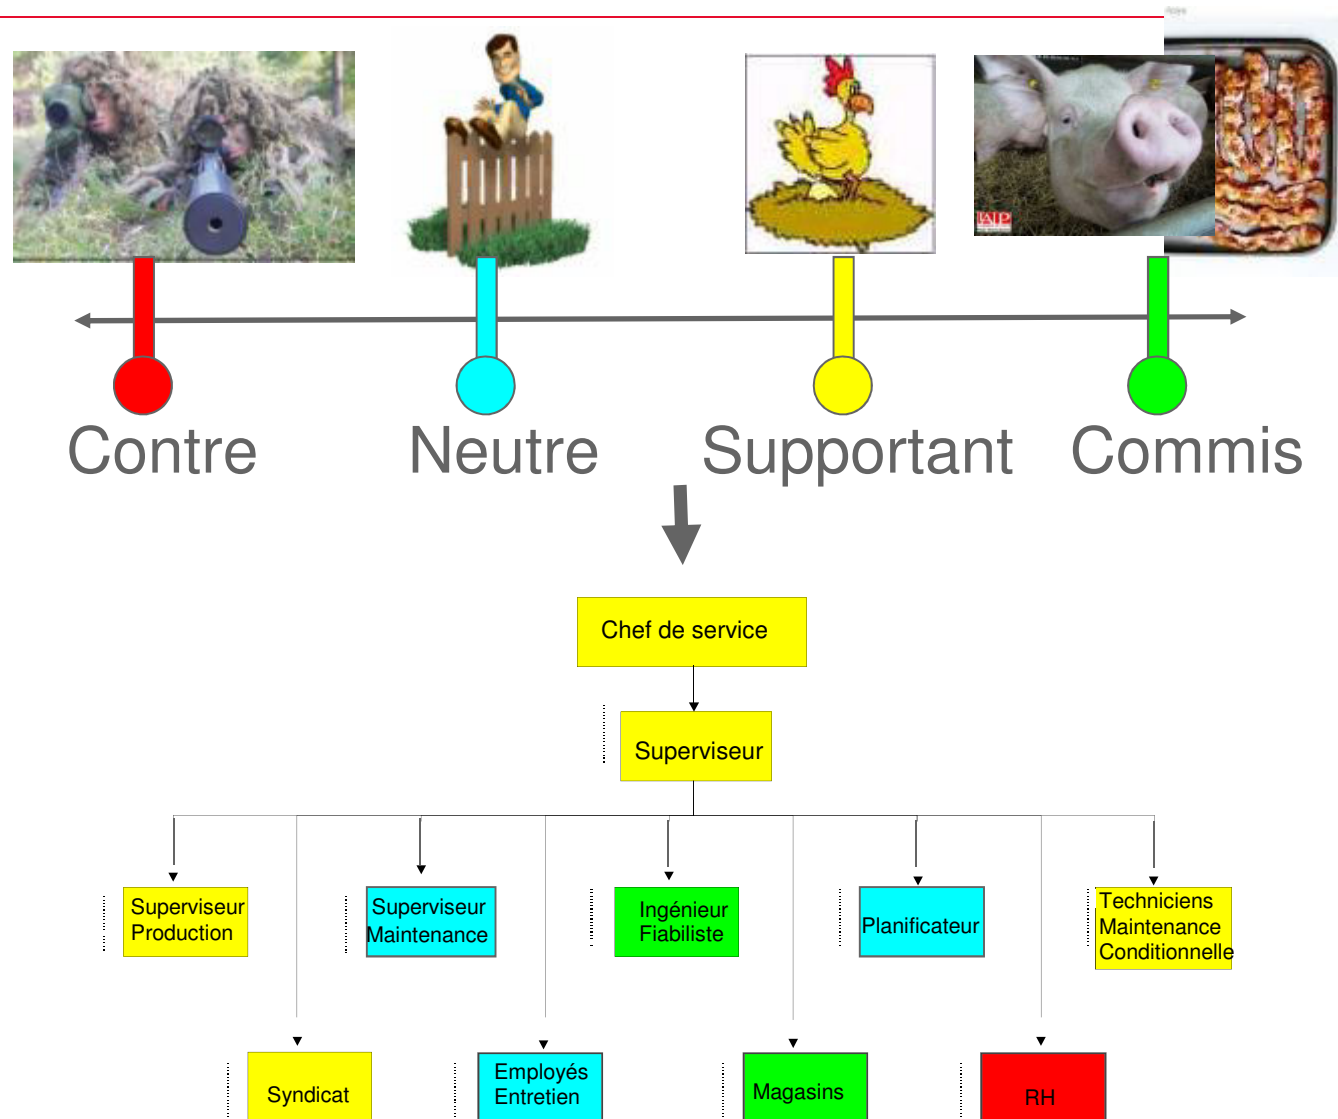 Contre
Neutre
Supportant
Commis
Chef de service
Superviseur
Superviseur
Production
Superviseur
Maintenance
Ingénieur
Fiabiliste
Planificateur
Techniciens
Maintenance
Conditionnelle
Syndicat
Employés
Entretien
Magasins
RH